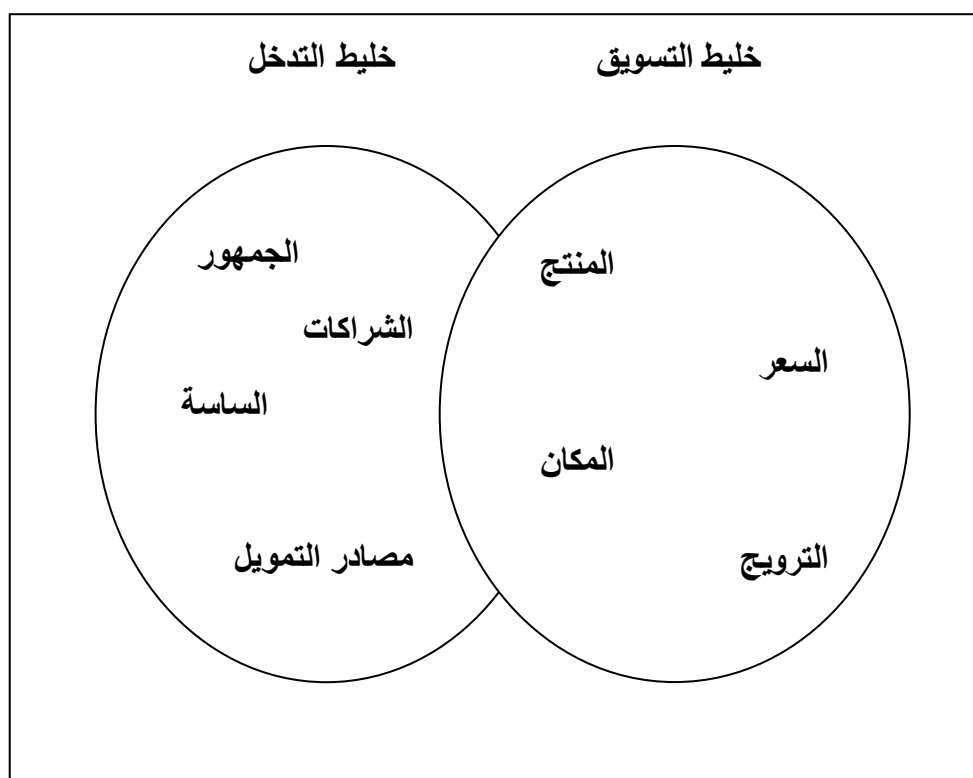 خليط التسويق
خليط التدخل
المنتج
السعر
المكان
الترويج
الجمهور
الشراكات
الساسة
مصادر التمويل